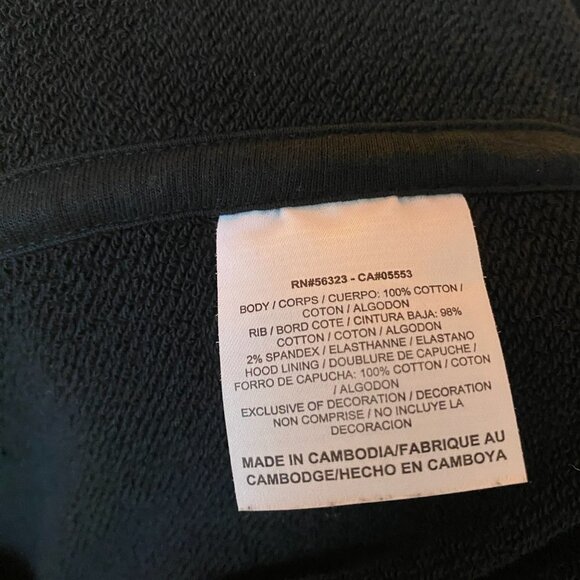 RN#56323 - CA#05553
BODY / CORPS / CUERPO: 100% COTTON /
COTON / ALGODON
RIB / BORD COTE / CINTURA BAJA: 98%
COTTON / COTON / ALGODON
2% SPANDEX / ELASTHANNE / ELASTANO
HOOD LINING / DOUBLURE DE CAPUCHE /
FORRO DE CAPUCHA: 100% COTTON / COTON
/ ALGODON
EXCLUSIVE OF DECORATION / DECORATION
NON COMPRISE / NO INCLUYE LA
DECORACION
MADE IN CAMBODIA/FABRIQUE AU
CAMBODGE/HECHO EN CAMBOYA